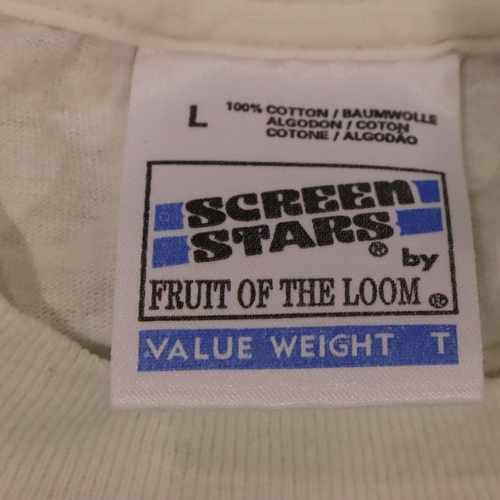 L 100% COTTON / BAUMWOLLE
ALGODON / COTON
COTONE / ALGODÃO
SCREEN
STARS® by
FRUIT OF THE LOOM ®
VALUE WEIGHT T